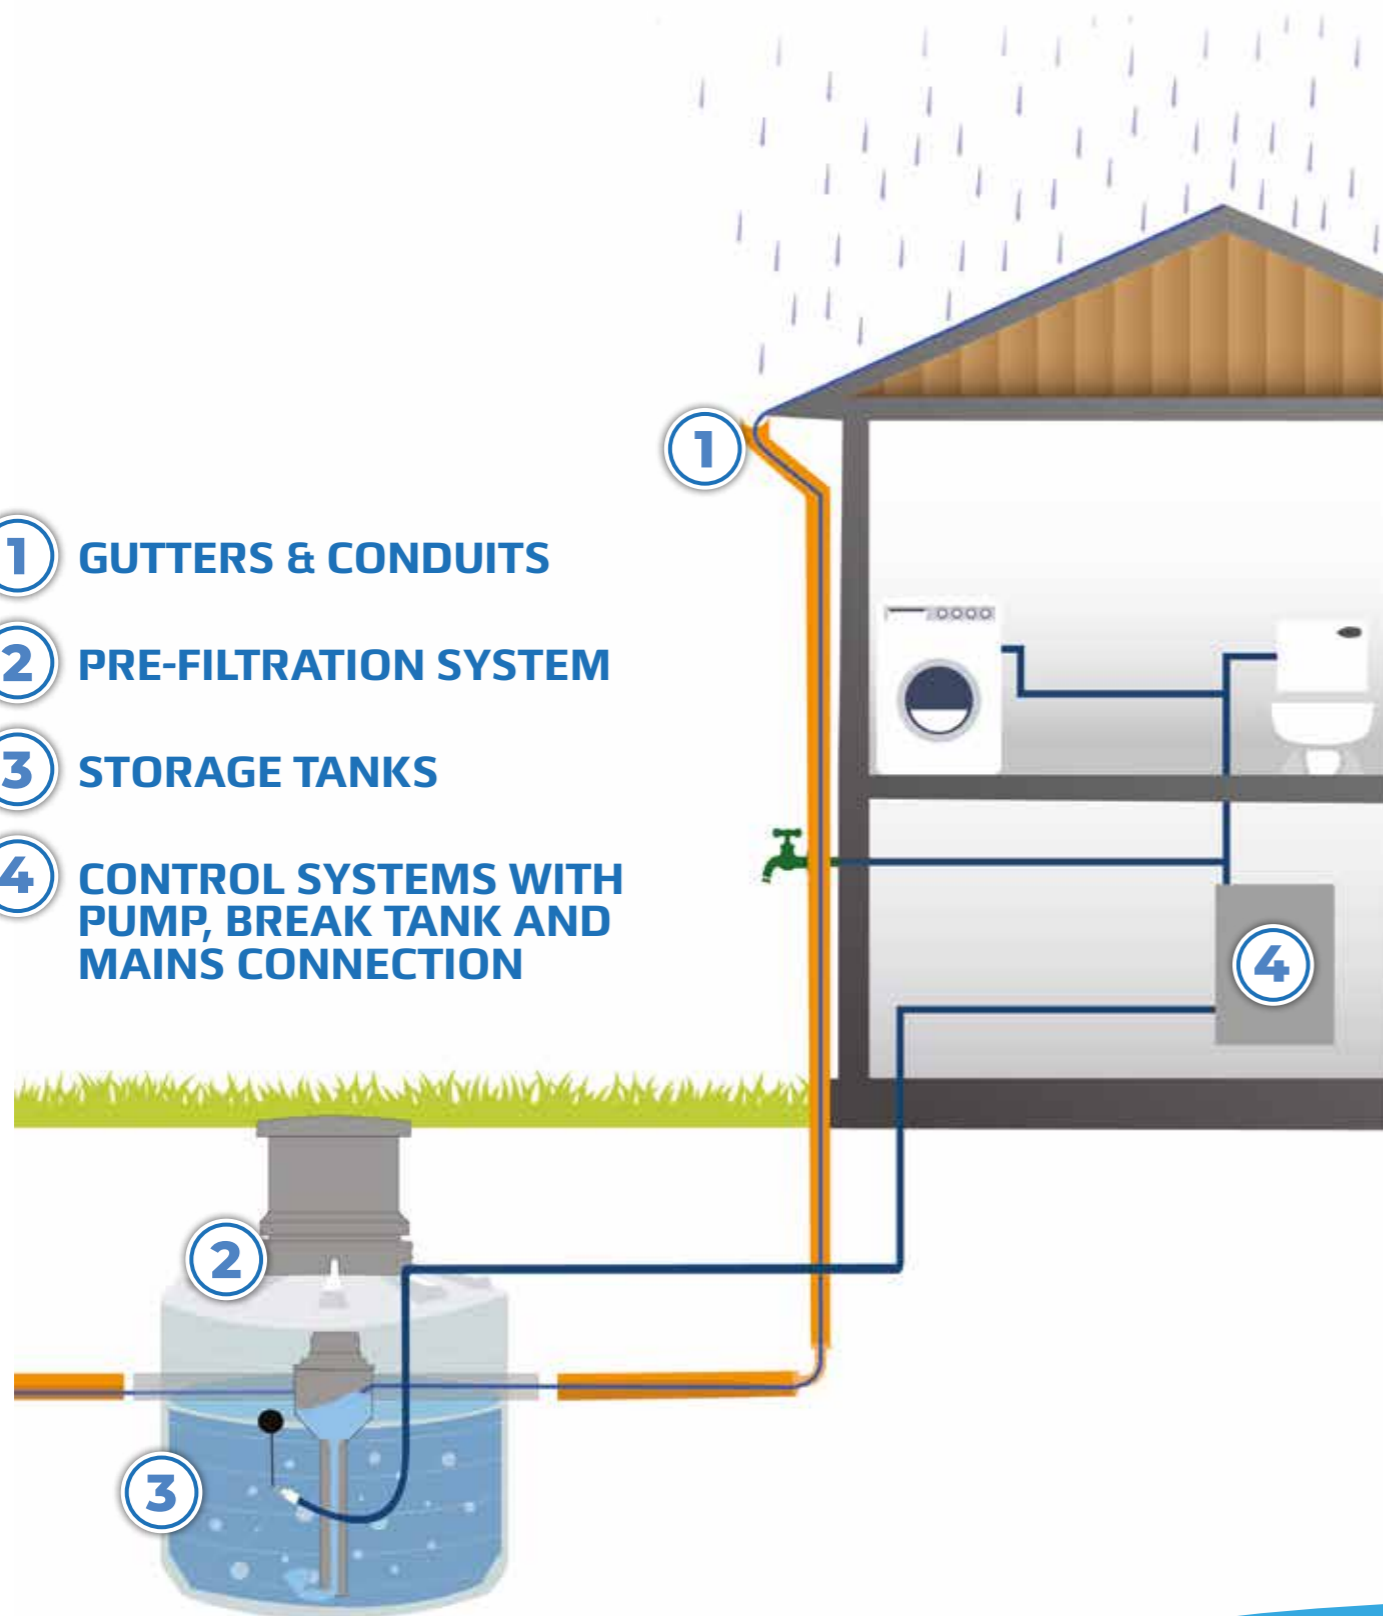 1
1 GUTTERS & CONDUITS
2 PRE-FILTRATION SYSTEM
3 STORAGE TANKS
4 CONTROL SYSTEMS WITH
PUMP, BREAK TANK AND
MAINS CONNECTION
4
2
3